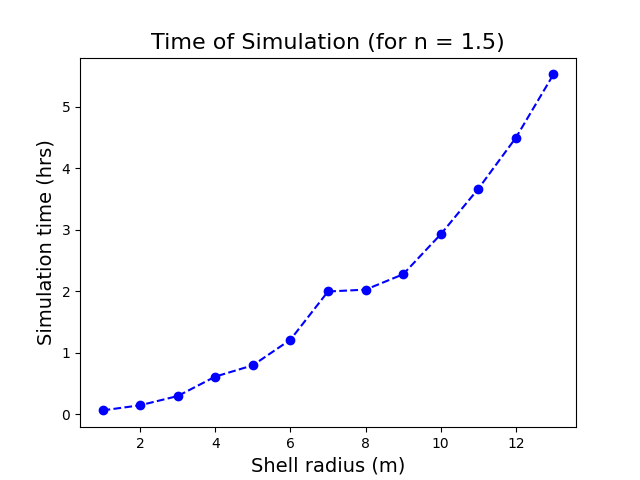 Time of Simulation (for n = 1.5)
Simulation time (hrs)
5
4
3
2
1
0
2 4 6 8 10 12
Shell radius (m)